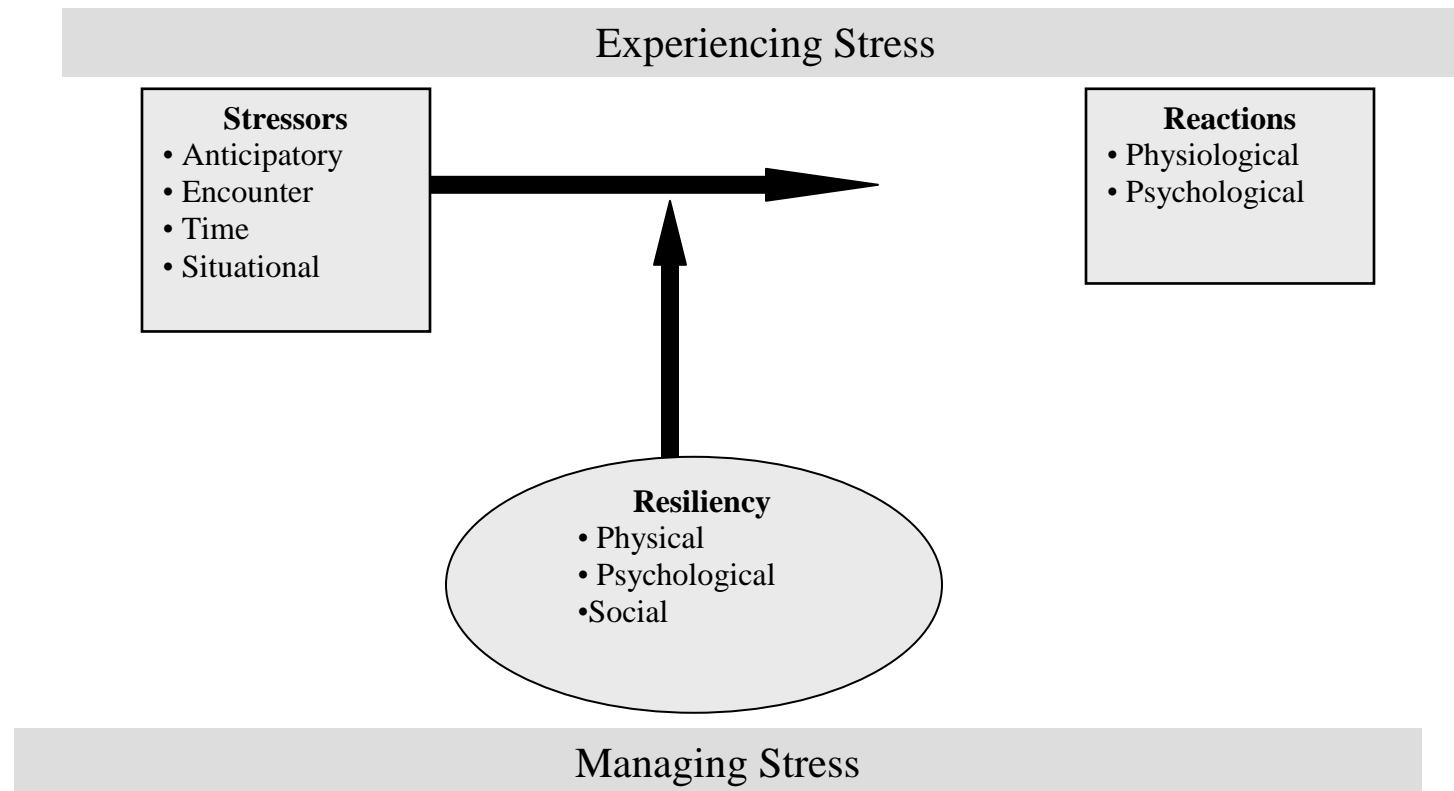 Experiencing Stress
Stressors
• Anticipatory
• Encounter
• Time
• Situational
Reactions
• Physiological
• Psychological
Resiliency
• Physical
• Psychological
•Social
Managing Stress